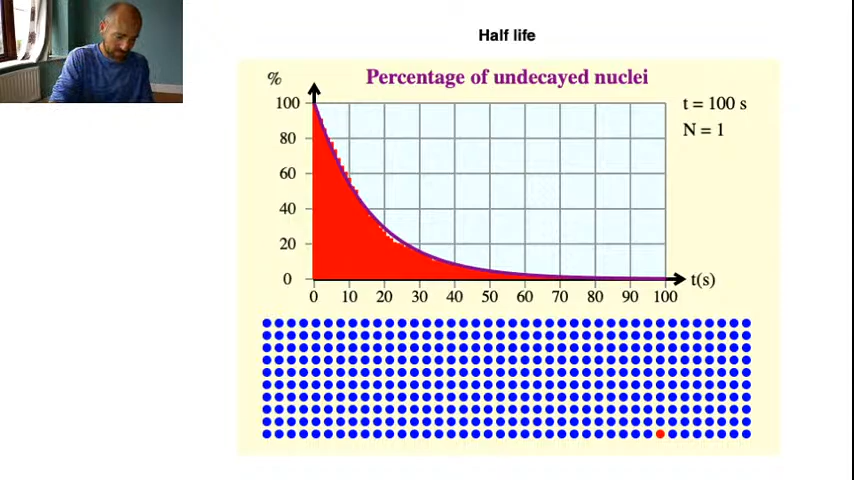 Half life
%
Percentage of undecayed nuclei
100
80
60
40
20
0
0 10 20 30 40 50 60 70 80 90 100
t(s)
t = 100 s
N = 1